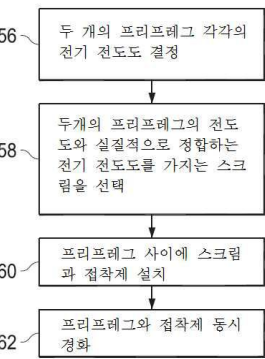 56
두 개의 프리프레그 각각의
전기 전도도 결정
58
두개의 프리프레그의 전도
도와 실질적으로 정합하는
전기 전도도를 가지는 스크
림을 선택
60
프리프레그 사이에 스크림
과 접착제 설치
62
프리프레그와 접착제 동시
경화